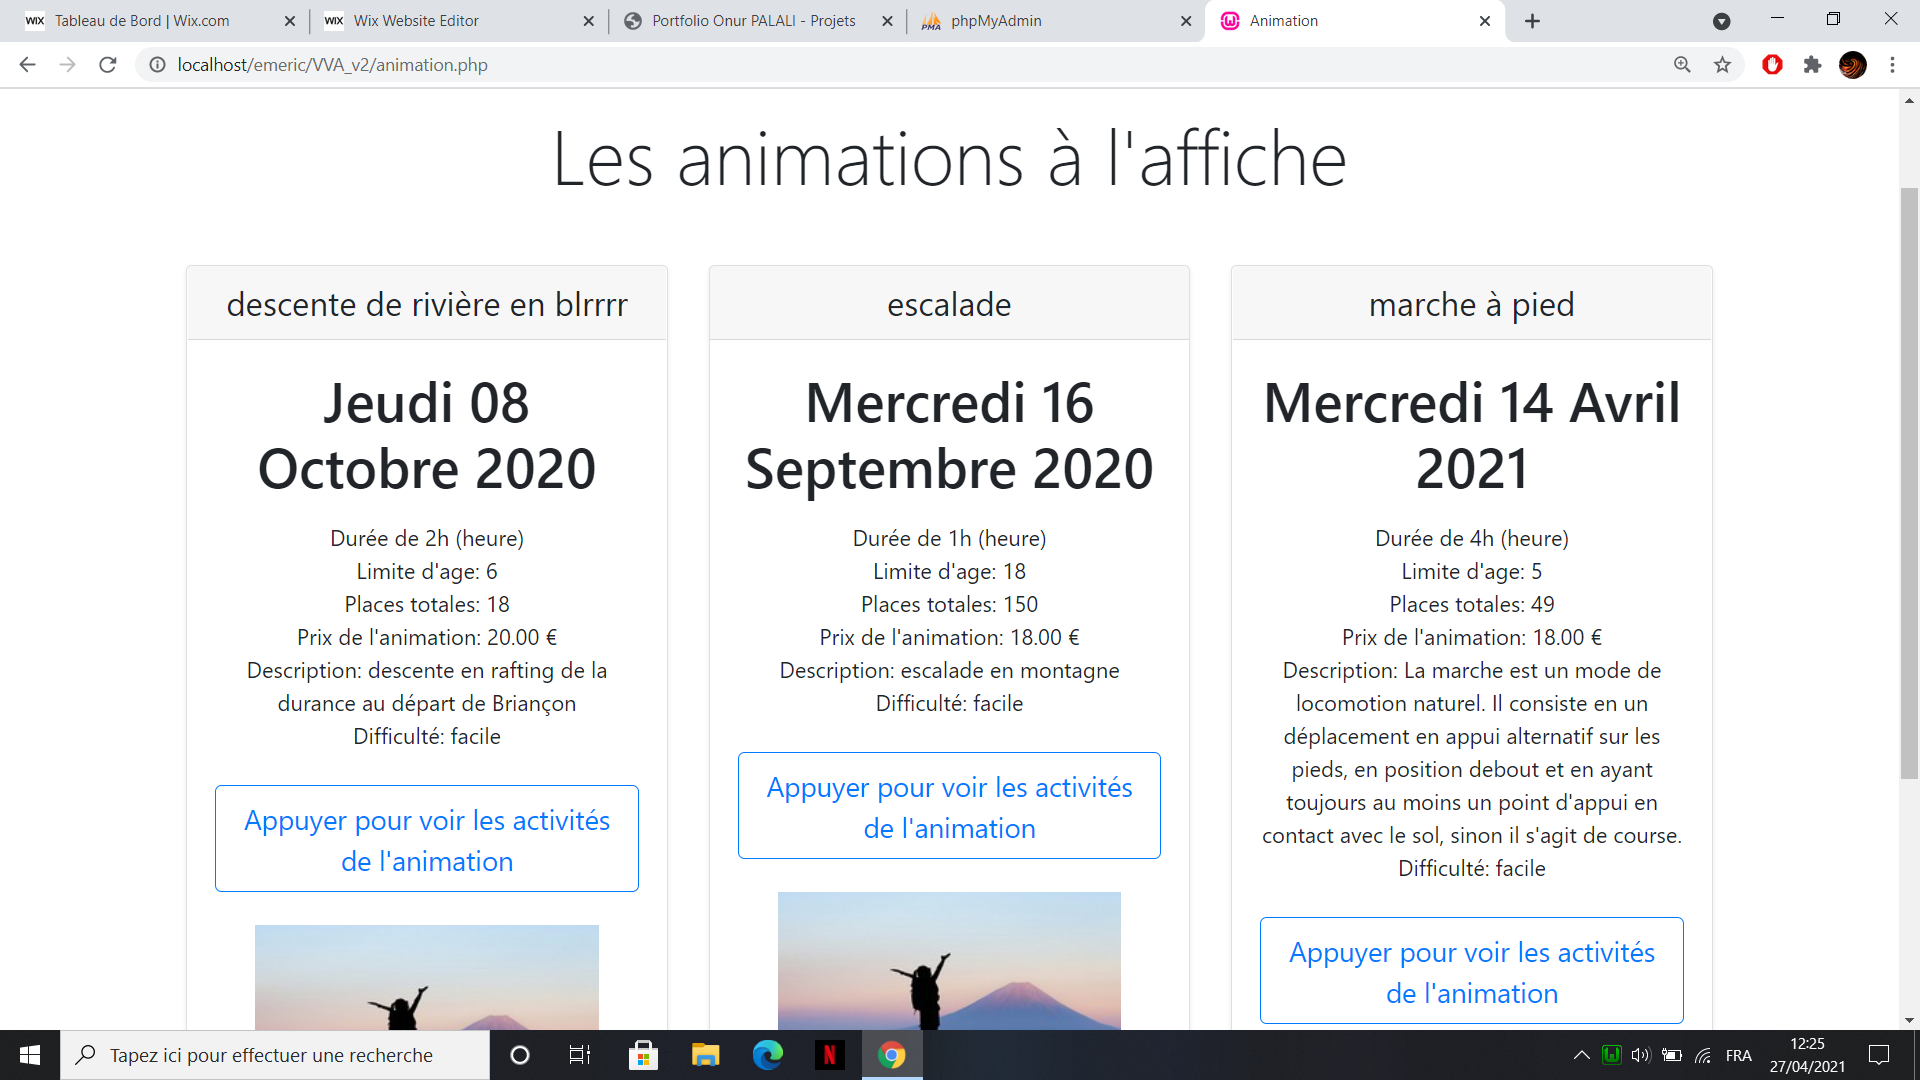 WIX Tableau de Bord | Wix.com
WIX Wix Website Editor
Portfolio Onur PALALI - Projets
PMA phpMyAdmin
Animation
localhost/emeric/VVA_v2/animation.php
Les animations à l'affiche
descente de rivière en blrrrr
Jeudi 08
Octobre 2020
Durée de 2h (heure)
Limite d'age: 6
Places totales: 18
Prix de l'animation: 20.00 €
Description: descente en rafting de la
durance au départ de Briançon
Difficulté: facile
Appuyer pour voir les activités
de l'animation
escalade
Mercredi 16
Septembre 2020
Durée de 1h (heure)
Limite d'age: 18
Places totales: 150
Prix de l'animation: 18.00 €
Description: escalade en montagne
Difficulté: facile
Appuyer pour voir les activités
de l'animation
marche à pied
Mercredi 14 Avril
2021
Durée de 4h (heure)
Limite d'age: 5
Places totales: 49
Prix de l'animation: 18.00 €
Description: La marche est un mode de
locomotion naturel. Il consiste en un
déplacement en appui alternatif sur les
pieds, en position debout et en ayant
toujours au moins un point d'appui en
contact avec le sol, sinon il s'agit de course.
Difficulté: facile
Appuyer pour voir les activités
de l'animation
Tapez ici pour effectuer une recherche
N
FRA
12:25
27/04/2021